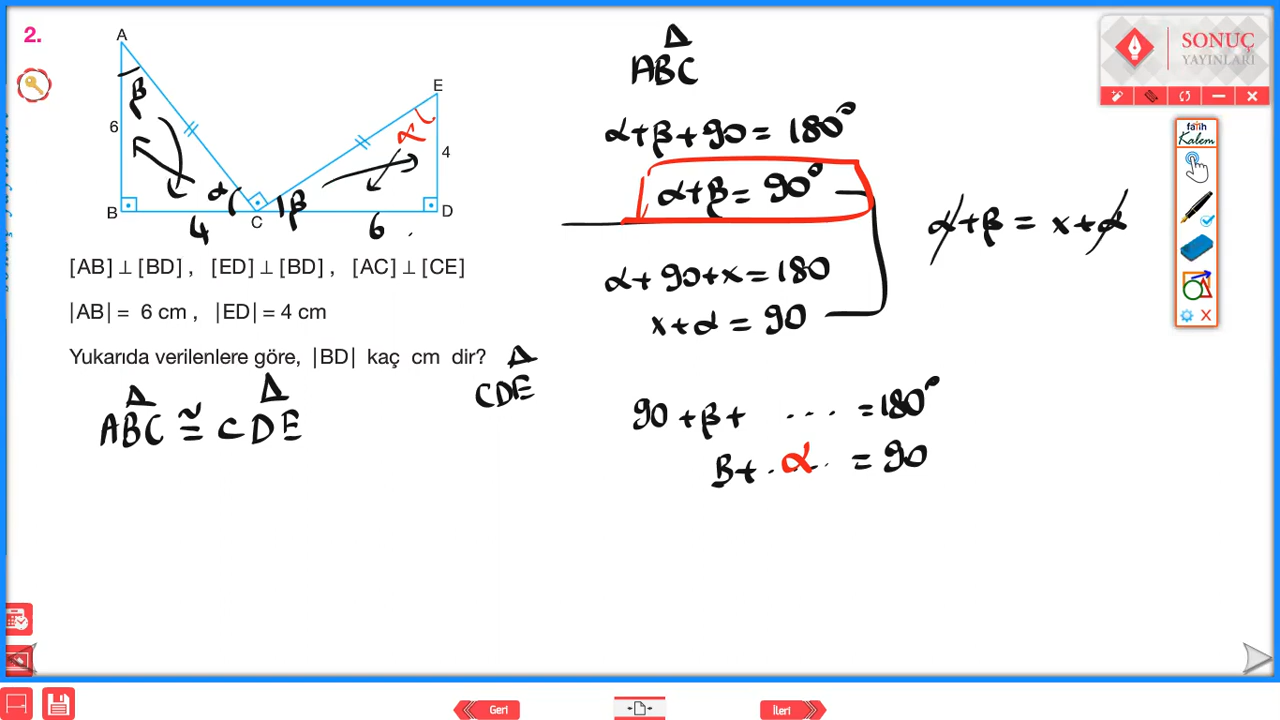 2.
A
E
β
6
α
4
α
β
B
C
D
4
6
[AB] ⊥ [BD] , [ED] ⊥ [BD] , [AC] ⊥ [CE]
|AB| = 6 cm , |ED| = 4 cm
Yukarıda verilenlere göre, |BD| kaç cm dir?
ABC ≅ CDE
CDE
ABC
α+β+90=180°
α+β=90°
α+90+x=180
x+α=90
α+β=x+α
90+β+ ... =180°
β+..α.. =90
SONUÇ
YAYINLARI
fatih
Kalem
Geri
İleri